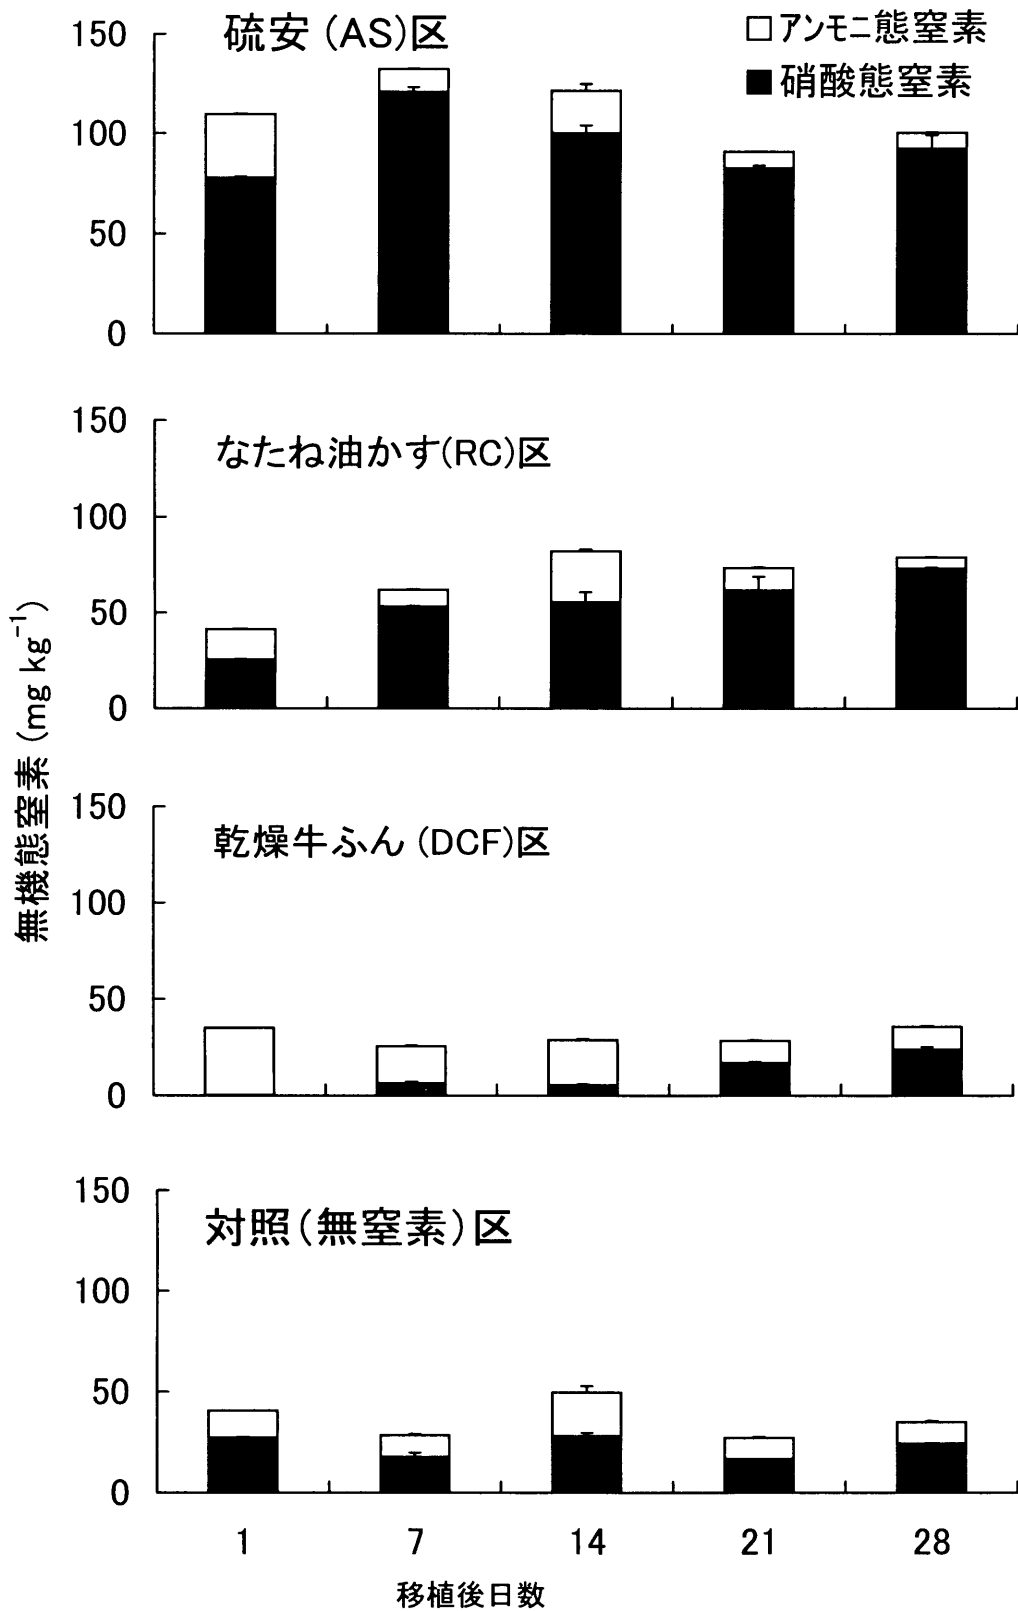 硫安 (AS)区
□アンモニ態窒素
■硝酸態窒素
150
100
50
0
なたね油かす(RC)区
150
100
50
0
乾燥牛ふん (DCF)区
150
100
50
0
対照(無窒素)区
150
100
50
0
無機態窒素 (mg kg⁻¹)
1 7 14 21 28
移植後日数